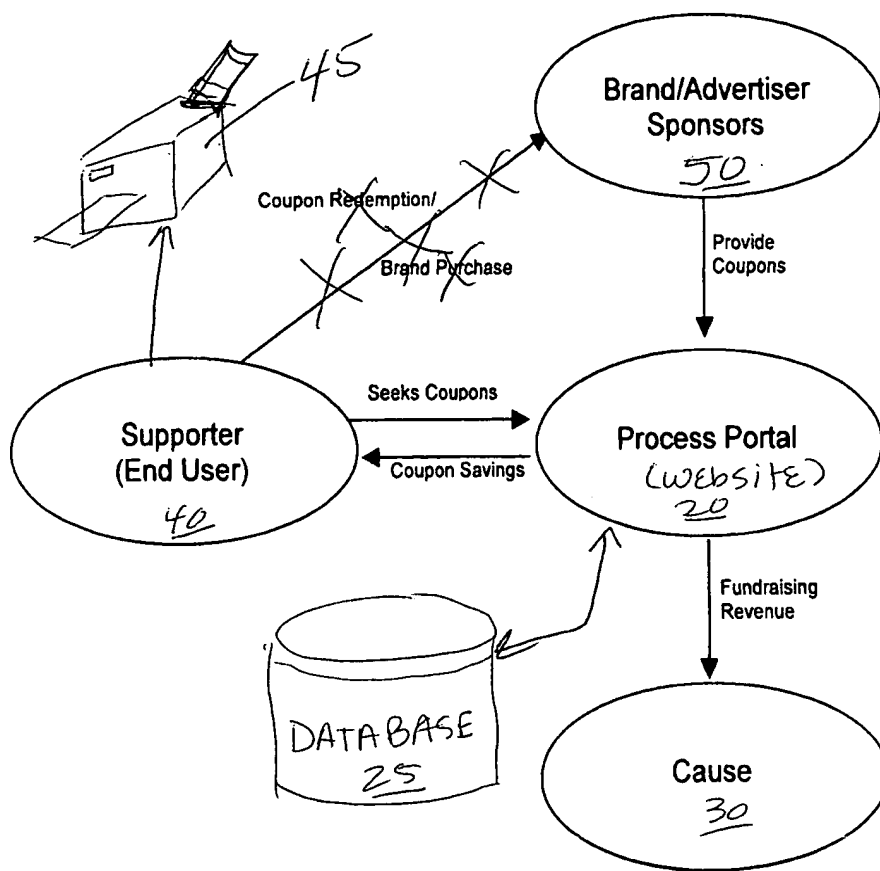 45
Brand/Advertiser
Sponsors
50
Coupon Redemption/
Brand Purchase
Provide
Coupons
Seeks Coupons
Supporter
(End User)
40
Coupon Savings
Process Portal
(WEBSITE)
20
Fundraising
Revenue
DATABASE
25
Cause
30